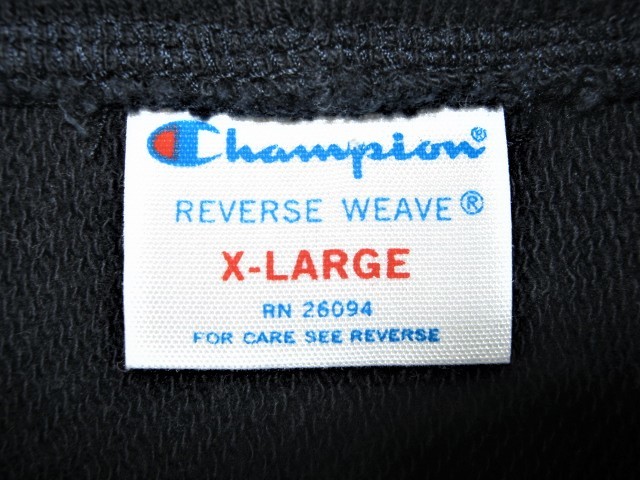 Champion®
REVERSE WEAVE®
X-LARGE
RN 26094
FOR CARE SEE REVERSE